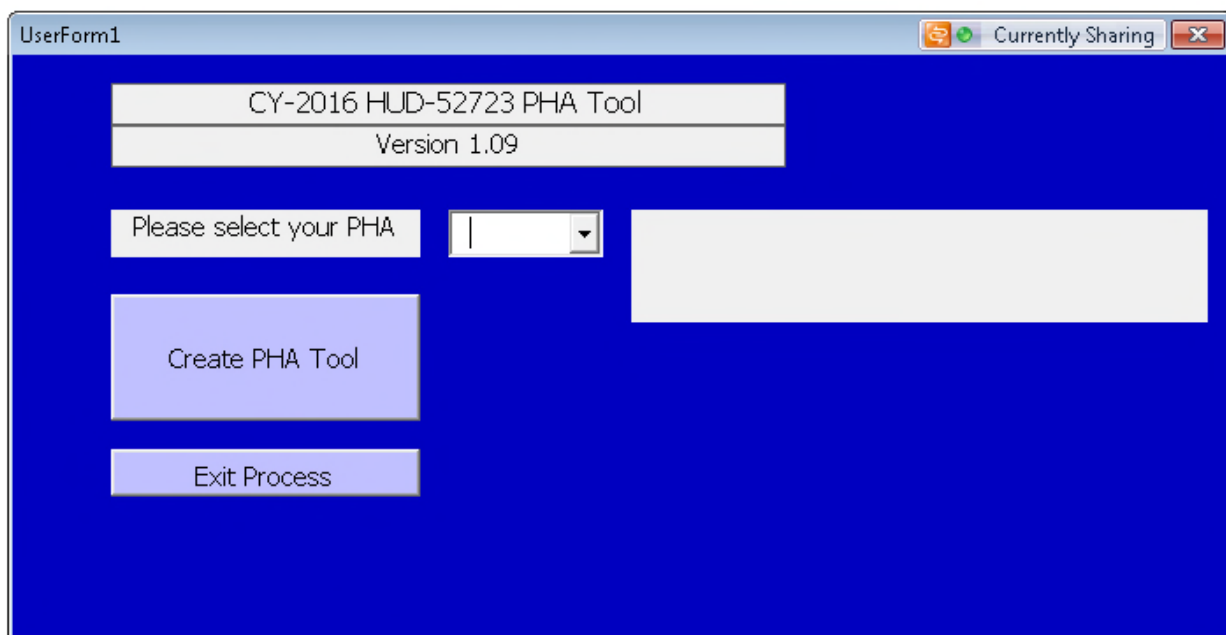 UserForm1
Currently Sharing
CY-2016 HUD-52723 PHA Tool
Version 1.09
Please select your PHA
Create PHA Tool
Exit Process